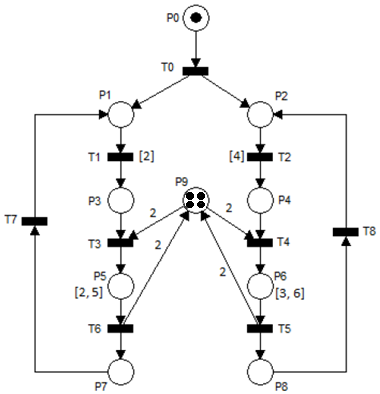 P0
T0
P1
P2
T1 [2]
[4] T2
P9
P3
P4
T7
2
2
T8
T3
T4
2
P5
P6
2
[2, 5]
[3, 6]
T6
T5
P7
P8